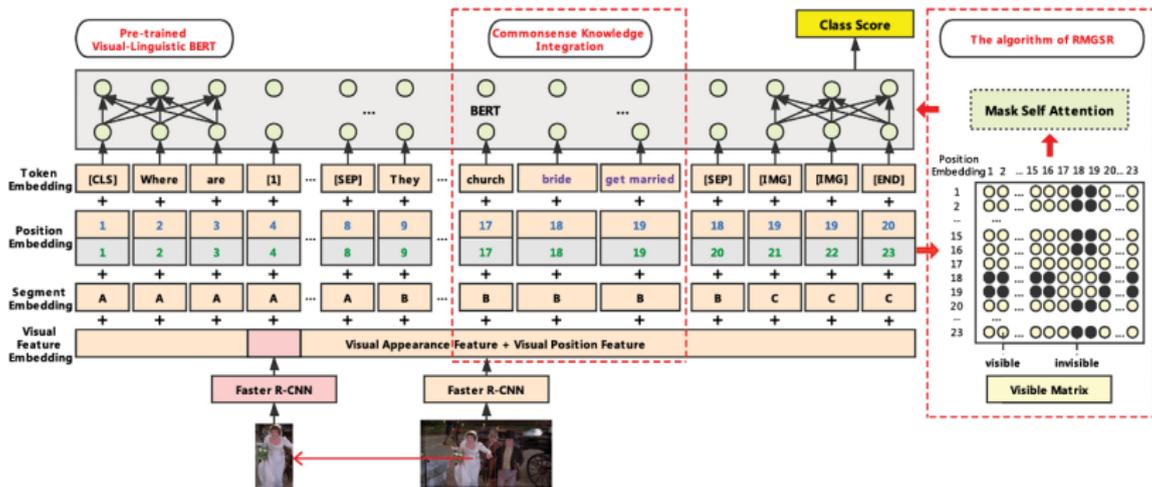 Pre-trained
Visual-Linguistic BERT
Commonsense Knowledge
Integration
Class Score
The algorithm of RMGSR
... BERT ...
Mask Self Attention
Token
Embedding
[CLS] Where are [1] ... [SEP] They ... church bride get married [SEP] [IMG] [IMG] [END]
+ + + + + + + + + + + + +
Position
Embedding
1 2 3 4 ... 8 9 ... 17 18 19 18 19 19 20
1 2 3 4 ... 8 9 ... 17 18 19 20 21 22 23
+ + + + + + + + + + + + +
Segment
Embedding
A A A A ... A B ... B B B B C C C
+ + + + + + + + + + + + +
Visual
Feature
Embedding
Visual Appearance Feature + Visual Position Feature
Faster R-CNN
Faster R-CNN
Position
Embedding 1 2 ... 15 16 17 18 19 20... 23
1 ...
2 ...
... ...
15 ...
16 ...
17 ...
18 ...
19 ...
20 ...
... ...
23 ...
visible invisible
Visible Matrix